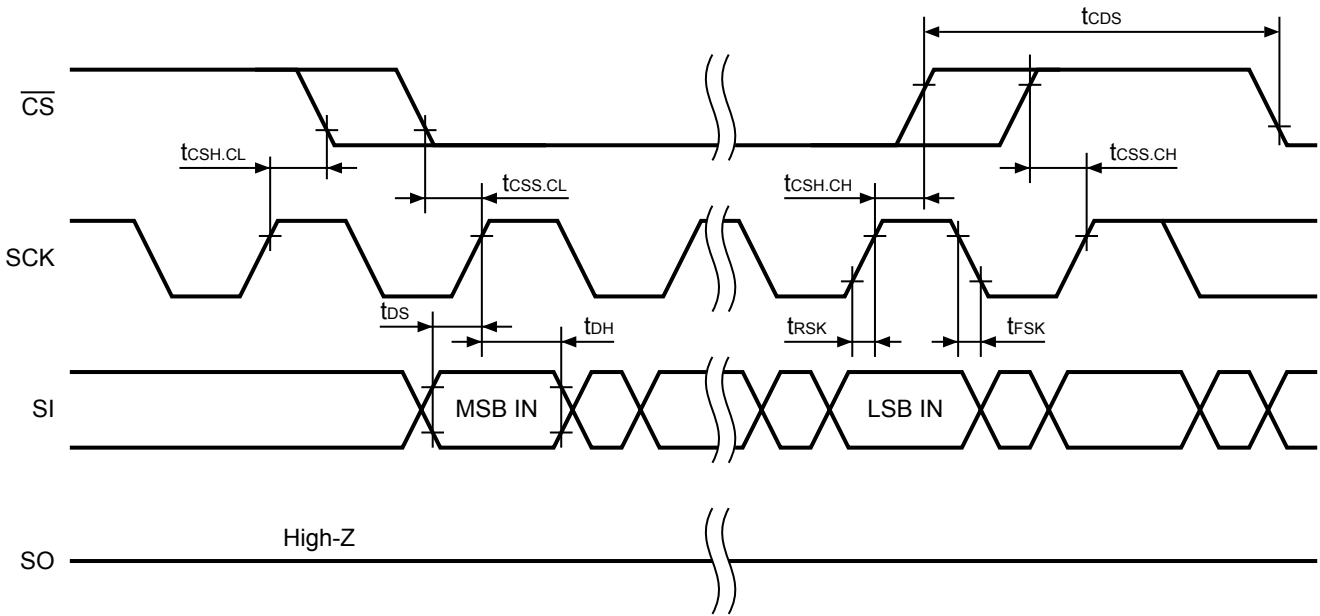 tCDS
CS
tCSH.CL
tCSS.CL
tCSH.CH
tCSS.CH
SCK
tDS
tDH
tRSK
tFSK
SI
MSB IN
LSB IN
High-Z
SO